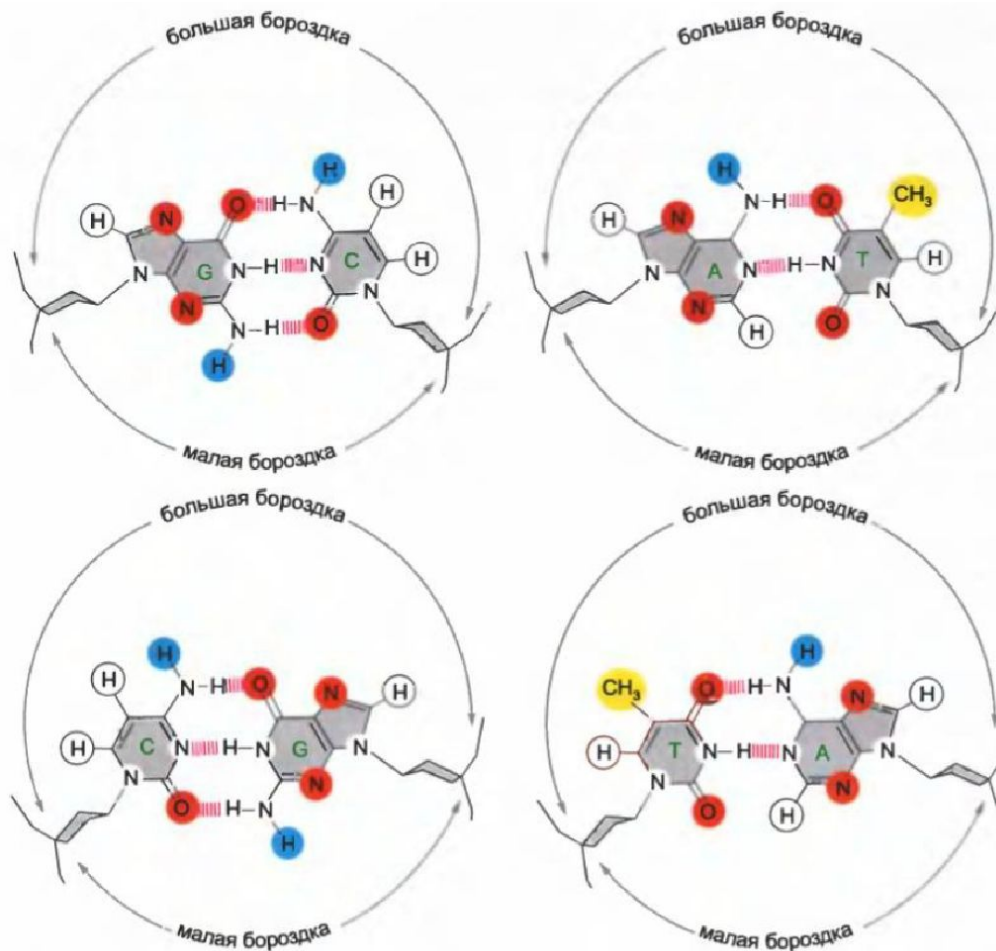 большая бороздка
H
O H N H
H N
G N H N C H
N N
N N H O
H
малая бороздка
большая бороздка
H
N H O CH₃
H N
N A N H N T H
N N
H O
малая бороздка
большая бороздка
H
H N H O N H
H C N H N G N
N O H N N
H
малая бороздка
большая бороздка
H
CH₃ O H N N H
H T N H N A N
N O H N
малая бороздка